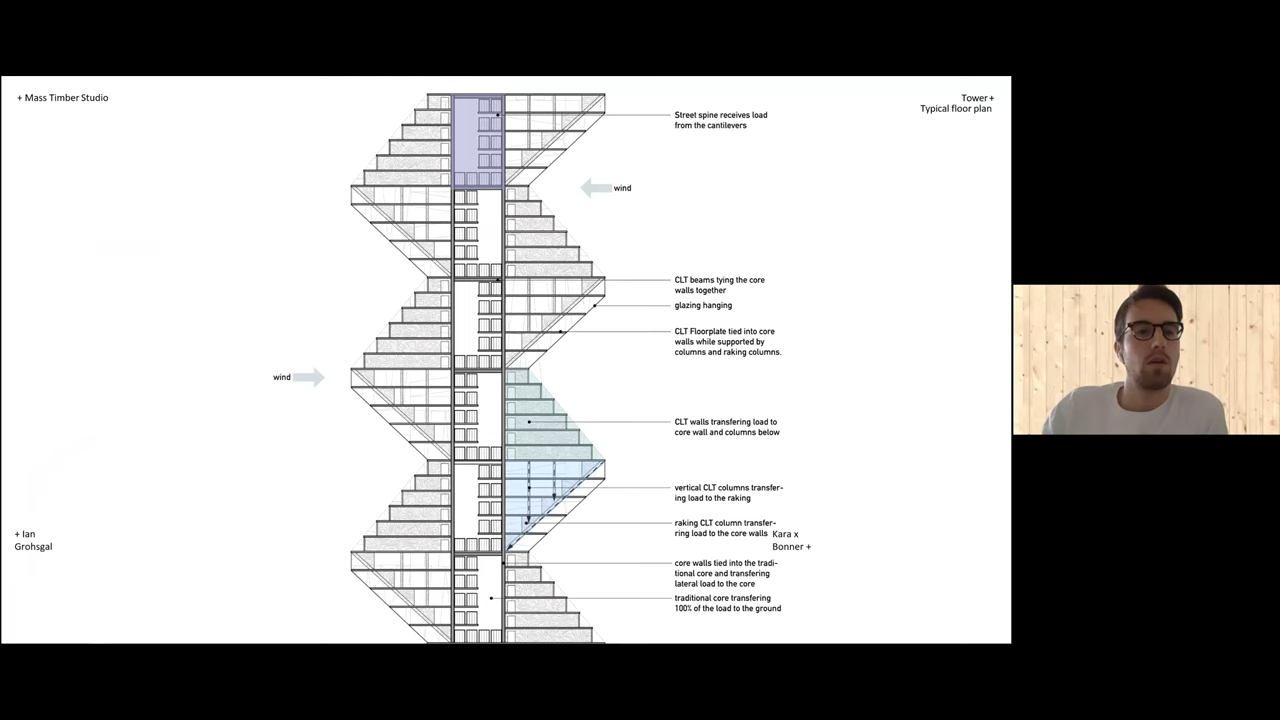 + Mass Timber Studio
Tower+
Typical floor plan
Street spine receives load
from the cantilevers
wind
CLT beams tying the core
walls together
glazing hanging
CLT Floorplate tied into core
walls while supported by
columns and raking columns.
wind
CLT walls transfering load to
core wall and columns below
vertical CLT columns transfer-
ing load to the raking
raking CLT column transfer-
ring load to the core walls
+ Ian
Grohsgal
Kara x
Bonner +
core walls tied into the tradi-
tional core and transfering
lateral load to the core
traditional core transfering
100% of the load to the ground